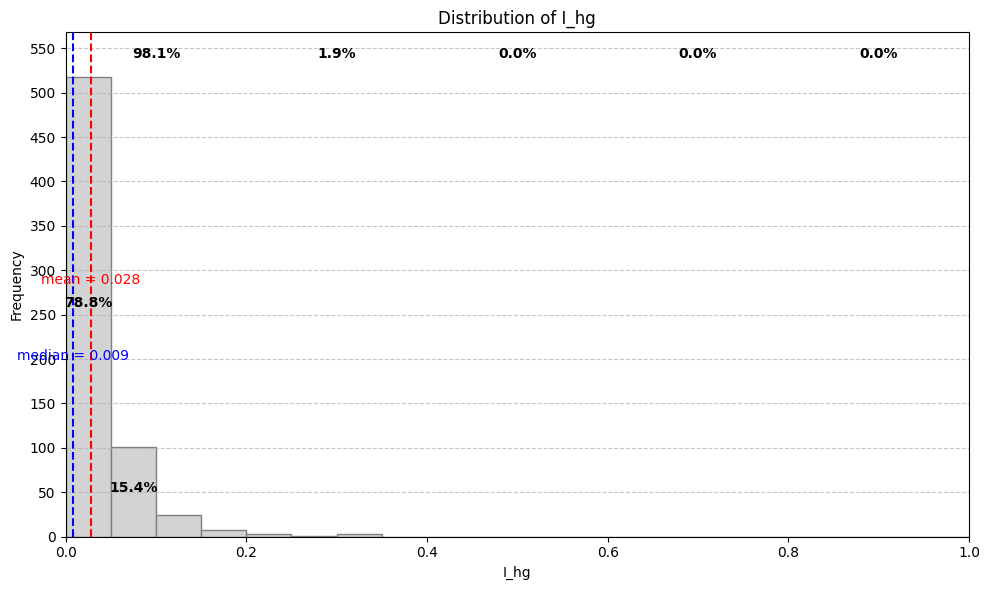 Distribution of I_hg
98.1% 1.9% 0.0% 0.0% 0.0%
550
500
450
400
350
300
250
200
150
100
50
0
Frequency
mean = 0.028
78.8%
median = 0.009
15.4%
0.0 0.2 0.4 0.6 0.8 1.0
I_hg